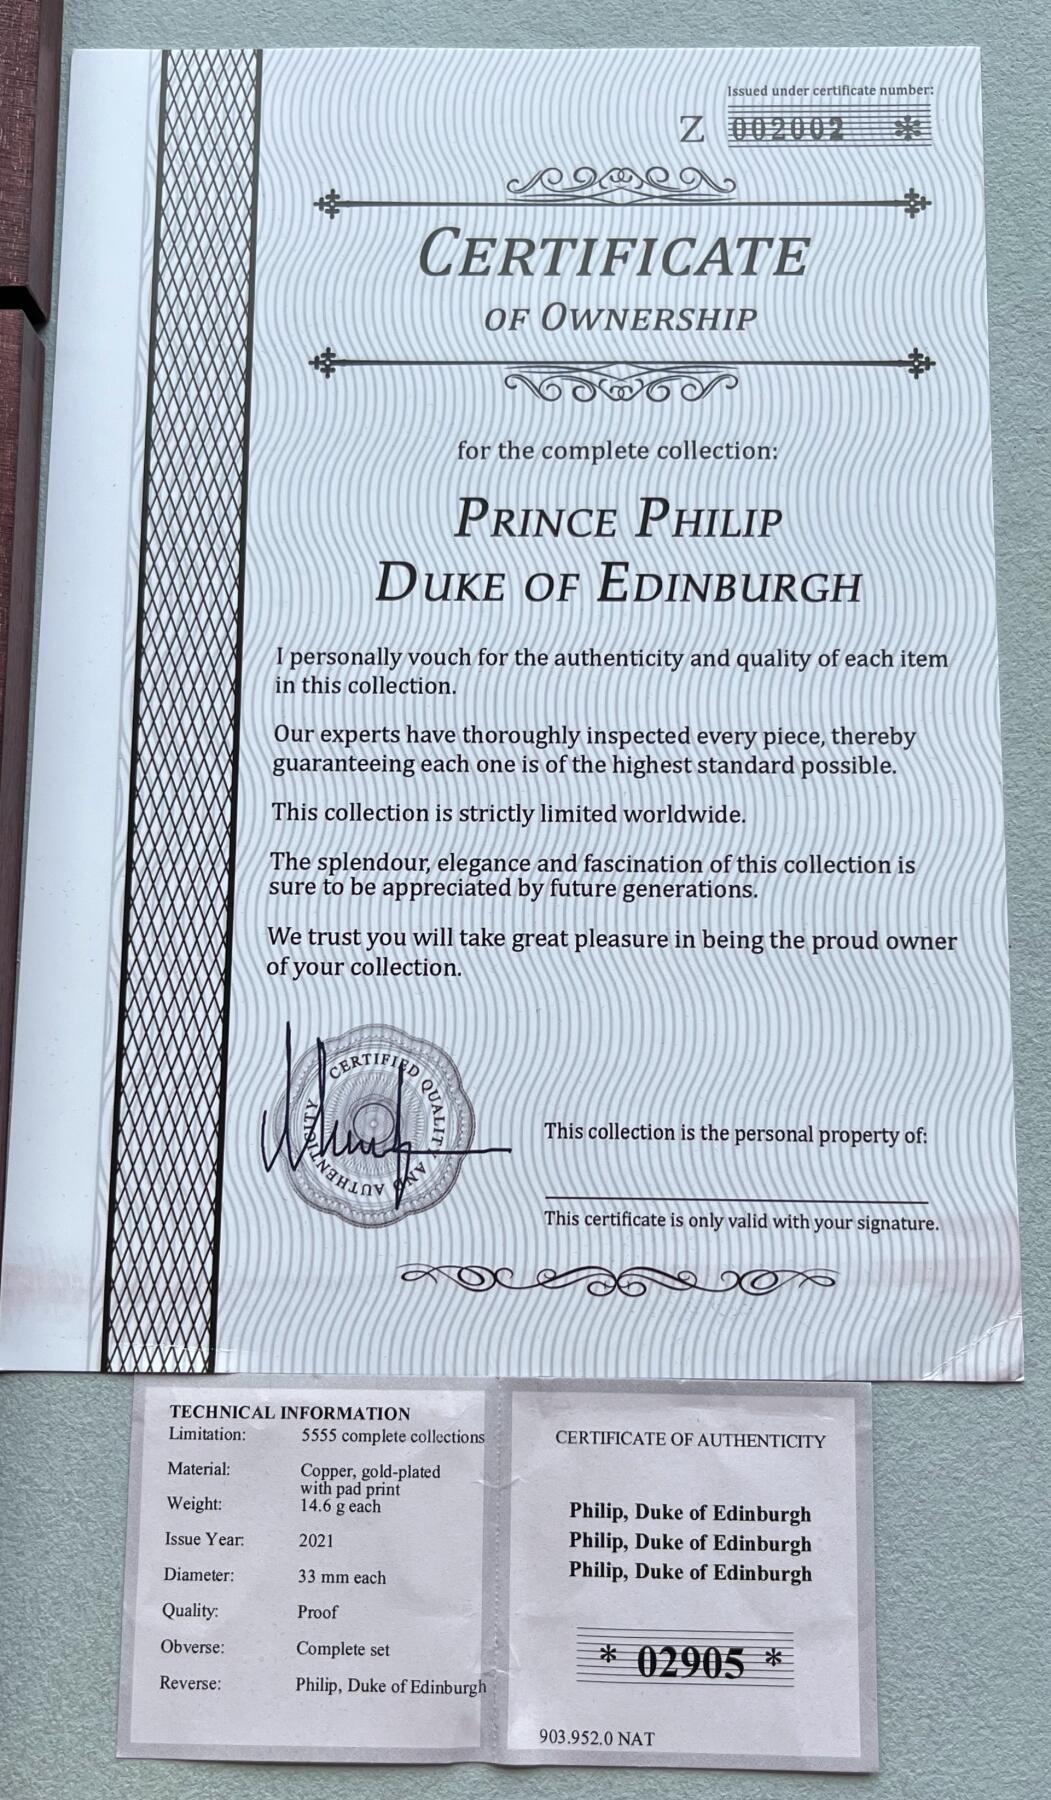 Issued under certificate number:
Z 002002 *
CERTIFICATE
OF OWNERSHIP
for the complete collection:
PRINCE PHILIP
DUKE OF EDINBURGH
I personally vouch for the authenticity and quality of each item
in this collection.
Our experts have thoroughly inspected every piece, thereby
guaranteeing each one is of the highest standard possible.
This collection is strictly limited worldwide.
The splendour, elegance and fascination of this collection is
sure to be appreciated by future generations.
We trust you will take great pleasure in being the proud owner
of your collection.
CERTIFIED QUALITY AND AUTHENTICITY
This collection is the personal property of:
This certificate is only valid with your signature.
TECHNICAL INFORMATION
Limitation: 5555 complete collections
Material: Copper, gold-plated
with pad print
Weight: 14.6 g each
Issue Year: 2021
Diameter: 33 mm each
Quality: Proof
Obverse: Complete set
Reverse: Philip, Duke of Edinburgh
CERTIFICATE OF AUTHENTICITY
Philip, Duke of Edinburgh
Philip, Duke of Edinburgh
Philip, Duke of Edinburgh
* 02905 *
903.952.0 NAT